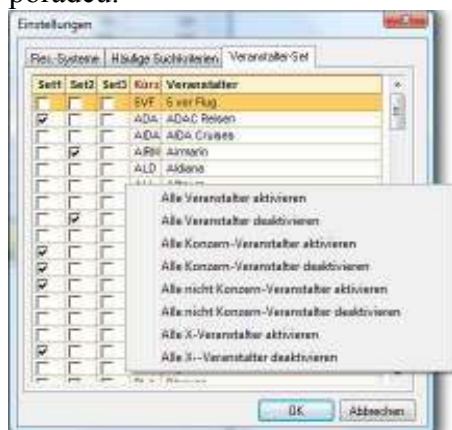 poradců.
Einstellungen
Res.-Systeme Häufige Suchkriterien Veranstalter-Set
Set1 Set2 Set3 Kürz Veranstalter
5VF 5 vor Flug
ADA ADAC Reisen
AIDA AIDA Cruises
Airmarin
ALD Aldiana
Alle Veranstalter aktivieren
Alle Veranstalter deaktivieren
Alle Konzern-Veranstalter aktivieren
Alle Konzern-Veranstalter deaktivieren
Alle nicht Konzern-Veranstalter aktivieren
Alle nicht Konzern-Veranstalter deaktivieren
Alle X-Veranstalter aktivieren
Alle X--Veranstalter deaktivieren
OK Abbrechen